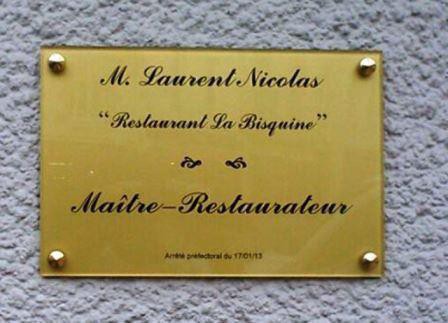 M. Laurent Nicolas
“Restaurant La Bisquine”
Maître-Restaurateur
Arrêté préfectoral du 17/01/13